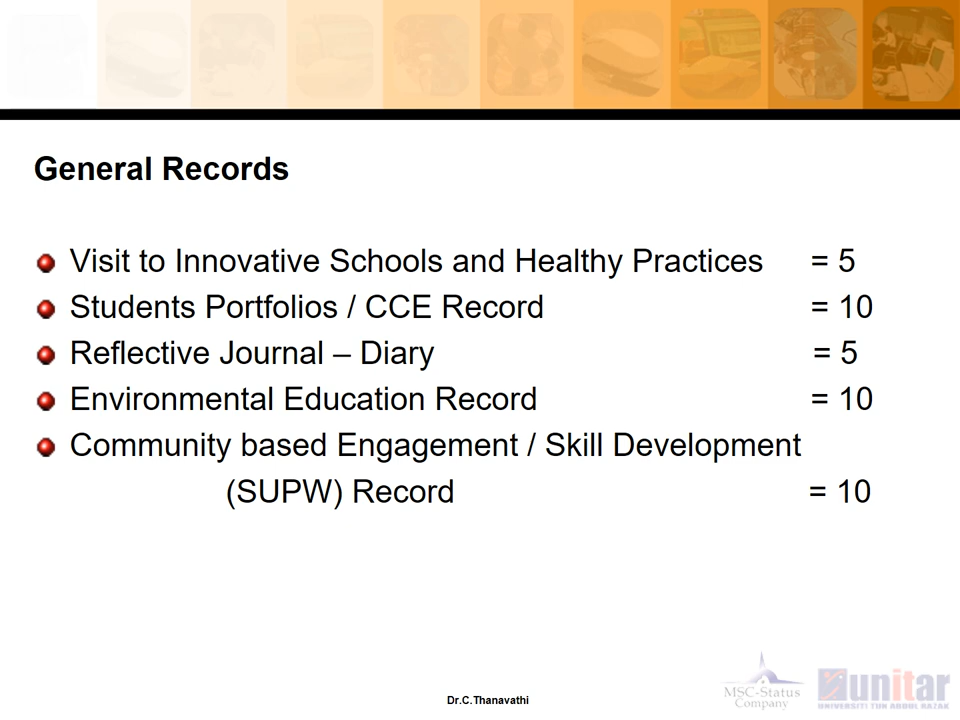 General Records
Visit to Innovative Schools and Healthy Practices = 5
Students Portfolios / CCE Record = 10
Reflective Journal – Diary = 5
Environmental Education Record = 10
Community based Engagement / Skill Development
(SUPW) Record = 10
Dr.C.Thanavathi
MSC-Status
Company
unitar
UNIVERSITI TUN ABDUL RAZAK